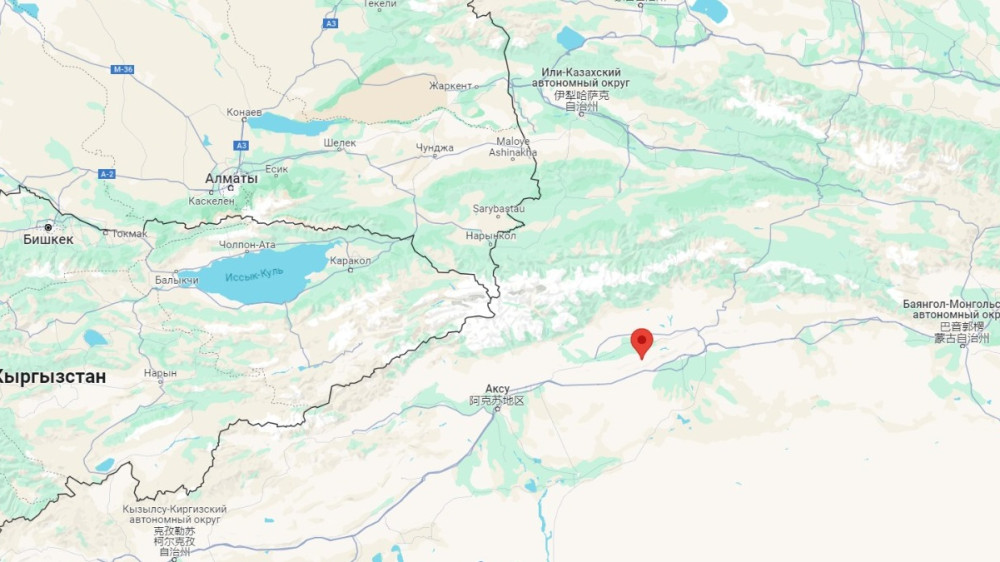 Текели
A3
M-36
Жаркент
Или-Казахский
автономный округ
伊犁哈萨克
自治州
Конаев
A3
Шелек
Чунджа
Maloye
Ashinakha
A-2
Есик
Алматы
Каскелен
Sarybastau
Бишкек
Токмак
Нарынкол
Чолпон-Ата
Каракол
Балыкчи
Иссык-Куль
Баянгол-Монгольс
автономный окр
巴音郭楞
蒙古自治州
Кыргызстан
Нарын
Аксу
阿克苏地区
Кызылсу-Киргизский
автономный округ
克孜勒苏
柯尔克孜
自治州